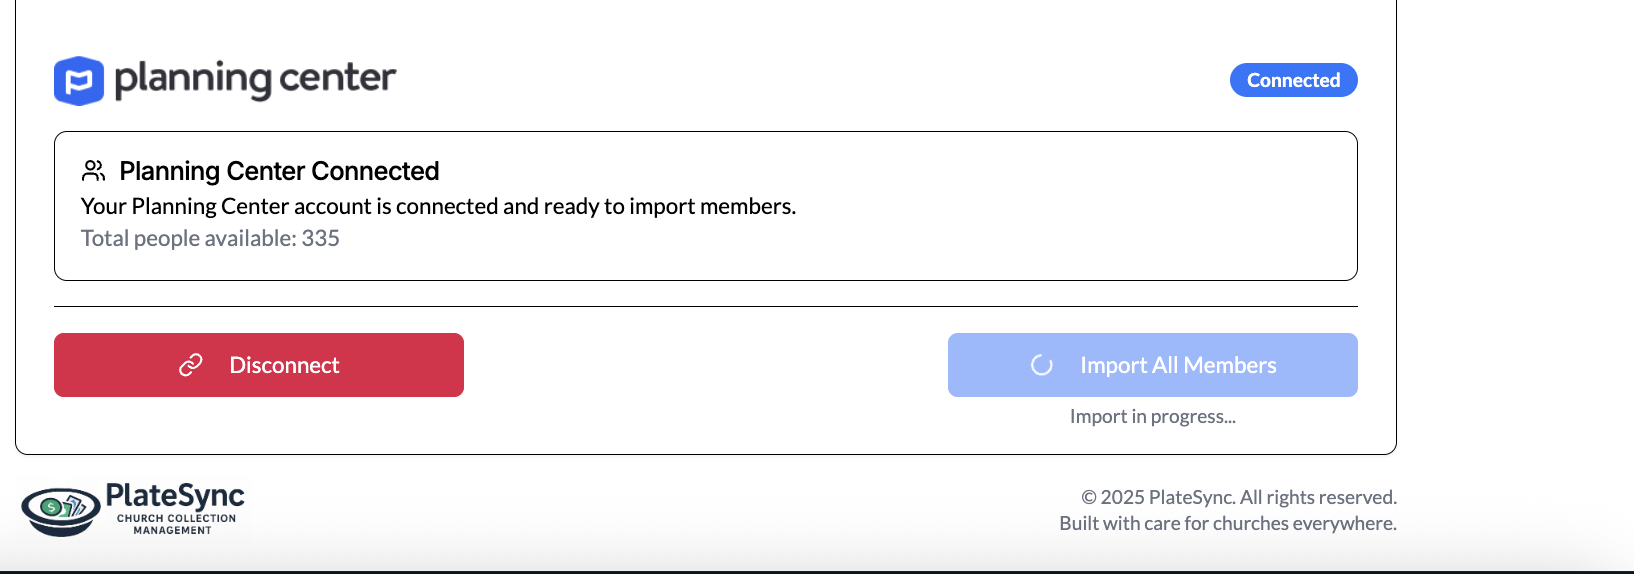 planning center
Connected
Planning Center Connected
Your Planning Center account is connected and ready to import members.
Total people available: 335
Disconnect
Import All Members
Import in progress...
PlateSync
CHURCH COLLECTION
MANAGEMENT
© 2025 PlateSync. All rights reserved.
Built with care for churches everywhere.